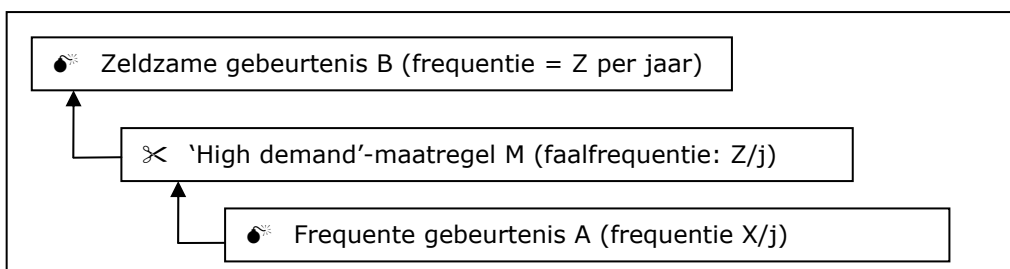 Zeldzame gebeurtenis B (frequentie = Z per jaar)
‘High demand’-maatregel M (faalfrequentie: Z/j)
Frequente gebeurtenis A (frequentie X/j)